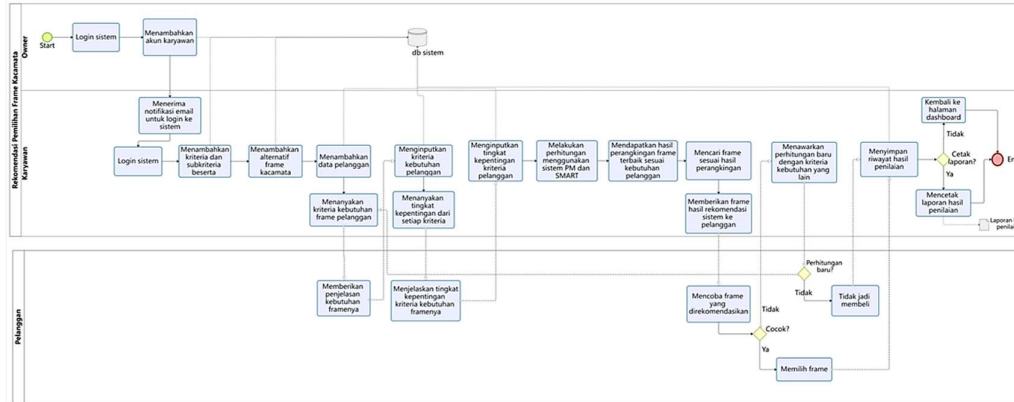 Rekomendasi Pemilihan Frame Kacamata
Owner
Start
Login sistem
Menambahkan
akun karyawan
db sistem
Karyawan
Menerima
notifikasi email
untuk login ke
sistem
Login sistem
Menambahkan
kriteria dan
subkriteria
beserta
Menambahkan
alternatif
frame
kacamata
Menambahkan
data pelanggan
Menanyakan
kriteria kebutuhan
frame pelanggan
Menginputkan
kriteria
kebutuhan
pelanggan
Menanyakan
tingkat
kepentingan dari
setiap kriteria
Menginputkan
tingkat
kepentingan
kriteria pelanggan
Melakukan
perhitungan
menggunakan
sistem PM dan
SMART
Mendapatkan hasil
perangkingan frame
terbaik sesuai
kebutuhan
pelanggan
Mencari frame
sesuai hasil
perangkingan
Memberikan frame
hasil rekomendasi
sistem ke
pelanggan
Menawarkan
perhitungan baru
dengan kriteria
kebutuhan yang
lain
Menyimpan
riwayat hasil
penilaian
Kembali ke
halaman
dashboard
Tidak
Cetak
laporan?
Ya
Mencetak
laporan hasil
penilaian
Laporan
Pelanggan
Memberikan
penjelasan
kebutuhan
framenya
Menjelaskan tingkat
kepentingan
kriteria kebutuhan
framenya
Mencoba frame
yang
direkomendasikan
Tidak
Cocok?
Ya
Memilih frame
Perhitungan
baru?
Tidak
Tidak jadi
membeli